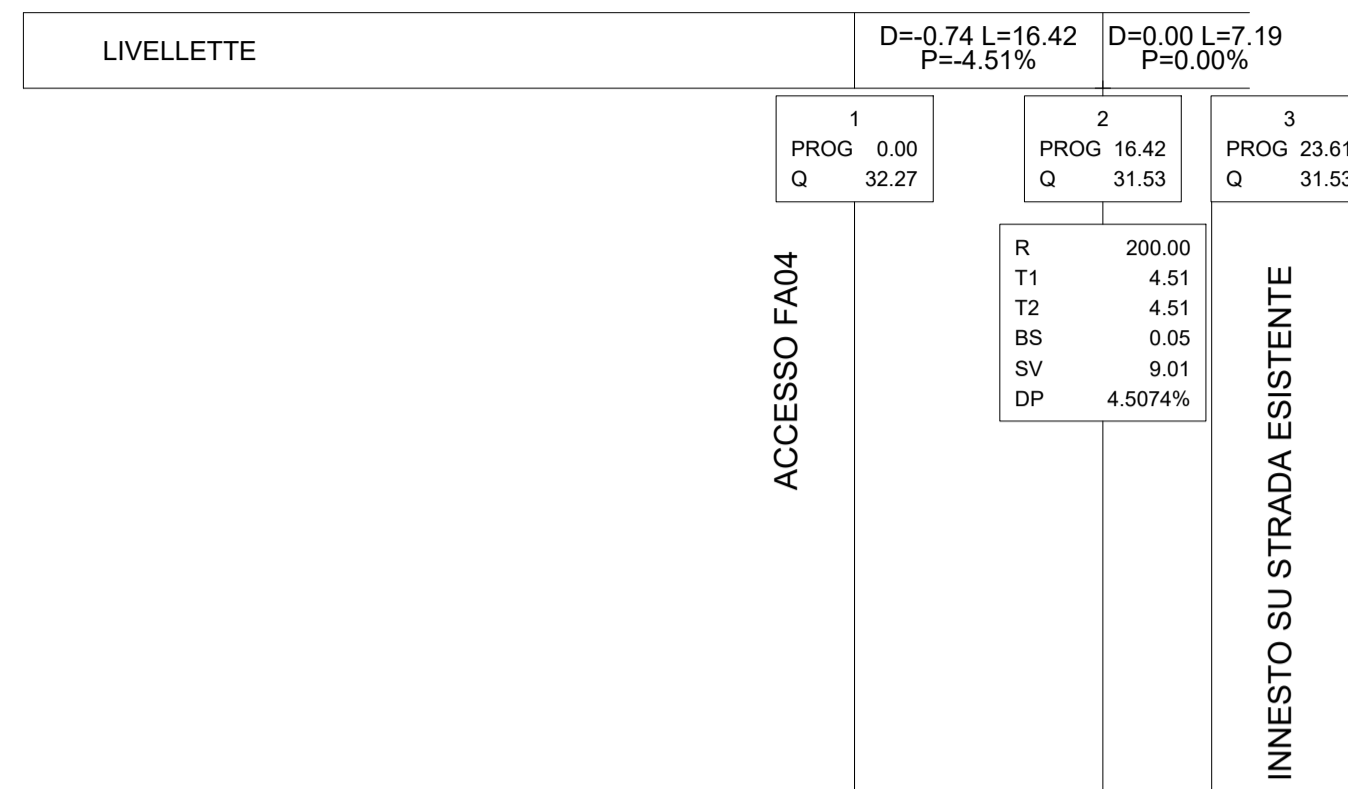 LIVELLETTE
D=-0.74 L=16.42
P=-4.51%
D=0.00 L=7.19
P=0.00%
1
PROG 0.00
Q 32.27
2
PROG 16.42
Q 31.53
3
PROG 23.61
Q 31.53
R 200.00
T1 4.51
T2 4.51
BS 0.05
SV 9.01
DP 4.5074%
ACCESSO FA04
INNESTO SU STRADA ESISTENTE